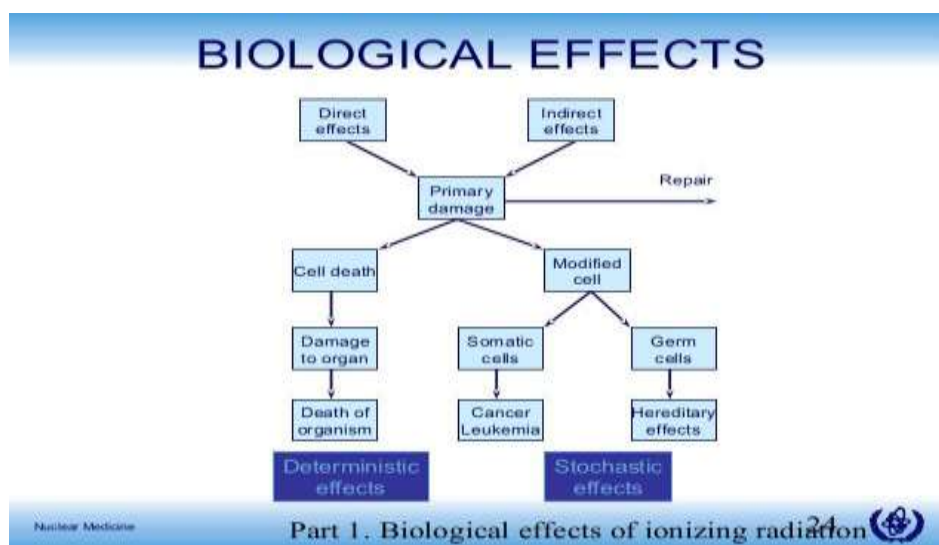 BIOLOGICAL EFFECTS
Direct
effects
Indirect
effects
Primary
damage
Repair
Cell death
Modified
cell
Damage
to organ
Somatic
cells
Germ
cells
Death of
organism
Cancer
Leukemia
Hereditary
effects
Deterministic
effects
Stochastic
effects
Nuclear Medicine
Part 1. Biological effects of ionizing radiation
24